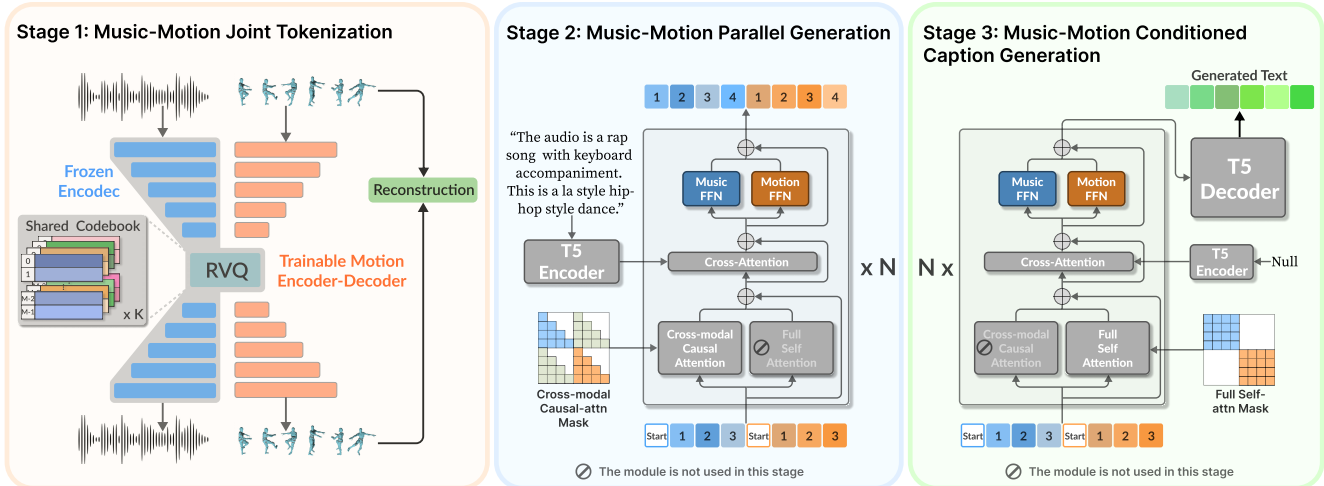 Stage 1: Music-Motion Joint Tokenization
Frozen
Encodec
Reconstruction
Shared Codebook
0
1
M-2
M-1
x K
RVQ
Trainable Motion
Encoder-Decoder
Stage 2: Music-Motion Parallel Generation
1 2 3 4 1 2 3 4
“The audio is a rap
song with keyboard
accompaniment.
This is a la style hip-
hop style dance.”
Music
FFN
Motion
FFN
T5
Encoder
Cross-Attention
x N
Cross-modal
Causal
Attention
Full
Self
Attention
Cross-modal
Causal-attn
Mask
Start 1 2 3 Start 1 2 3
The module is not used in this stage
Stage 3: Music-Motion Conditioned
Caption Generation
Generated Text
T5
Decoder
Music
FFN
Motion
FFN
N x
Cross-Attention
T5
Encoder
Null
Cross-modal
Causal
Attention
Full
Self
Attention
Full Self-
attn Mask
Start 1 2 3 Start 1 2 3
The module is not used in this stage